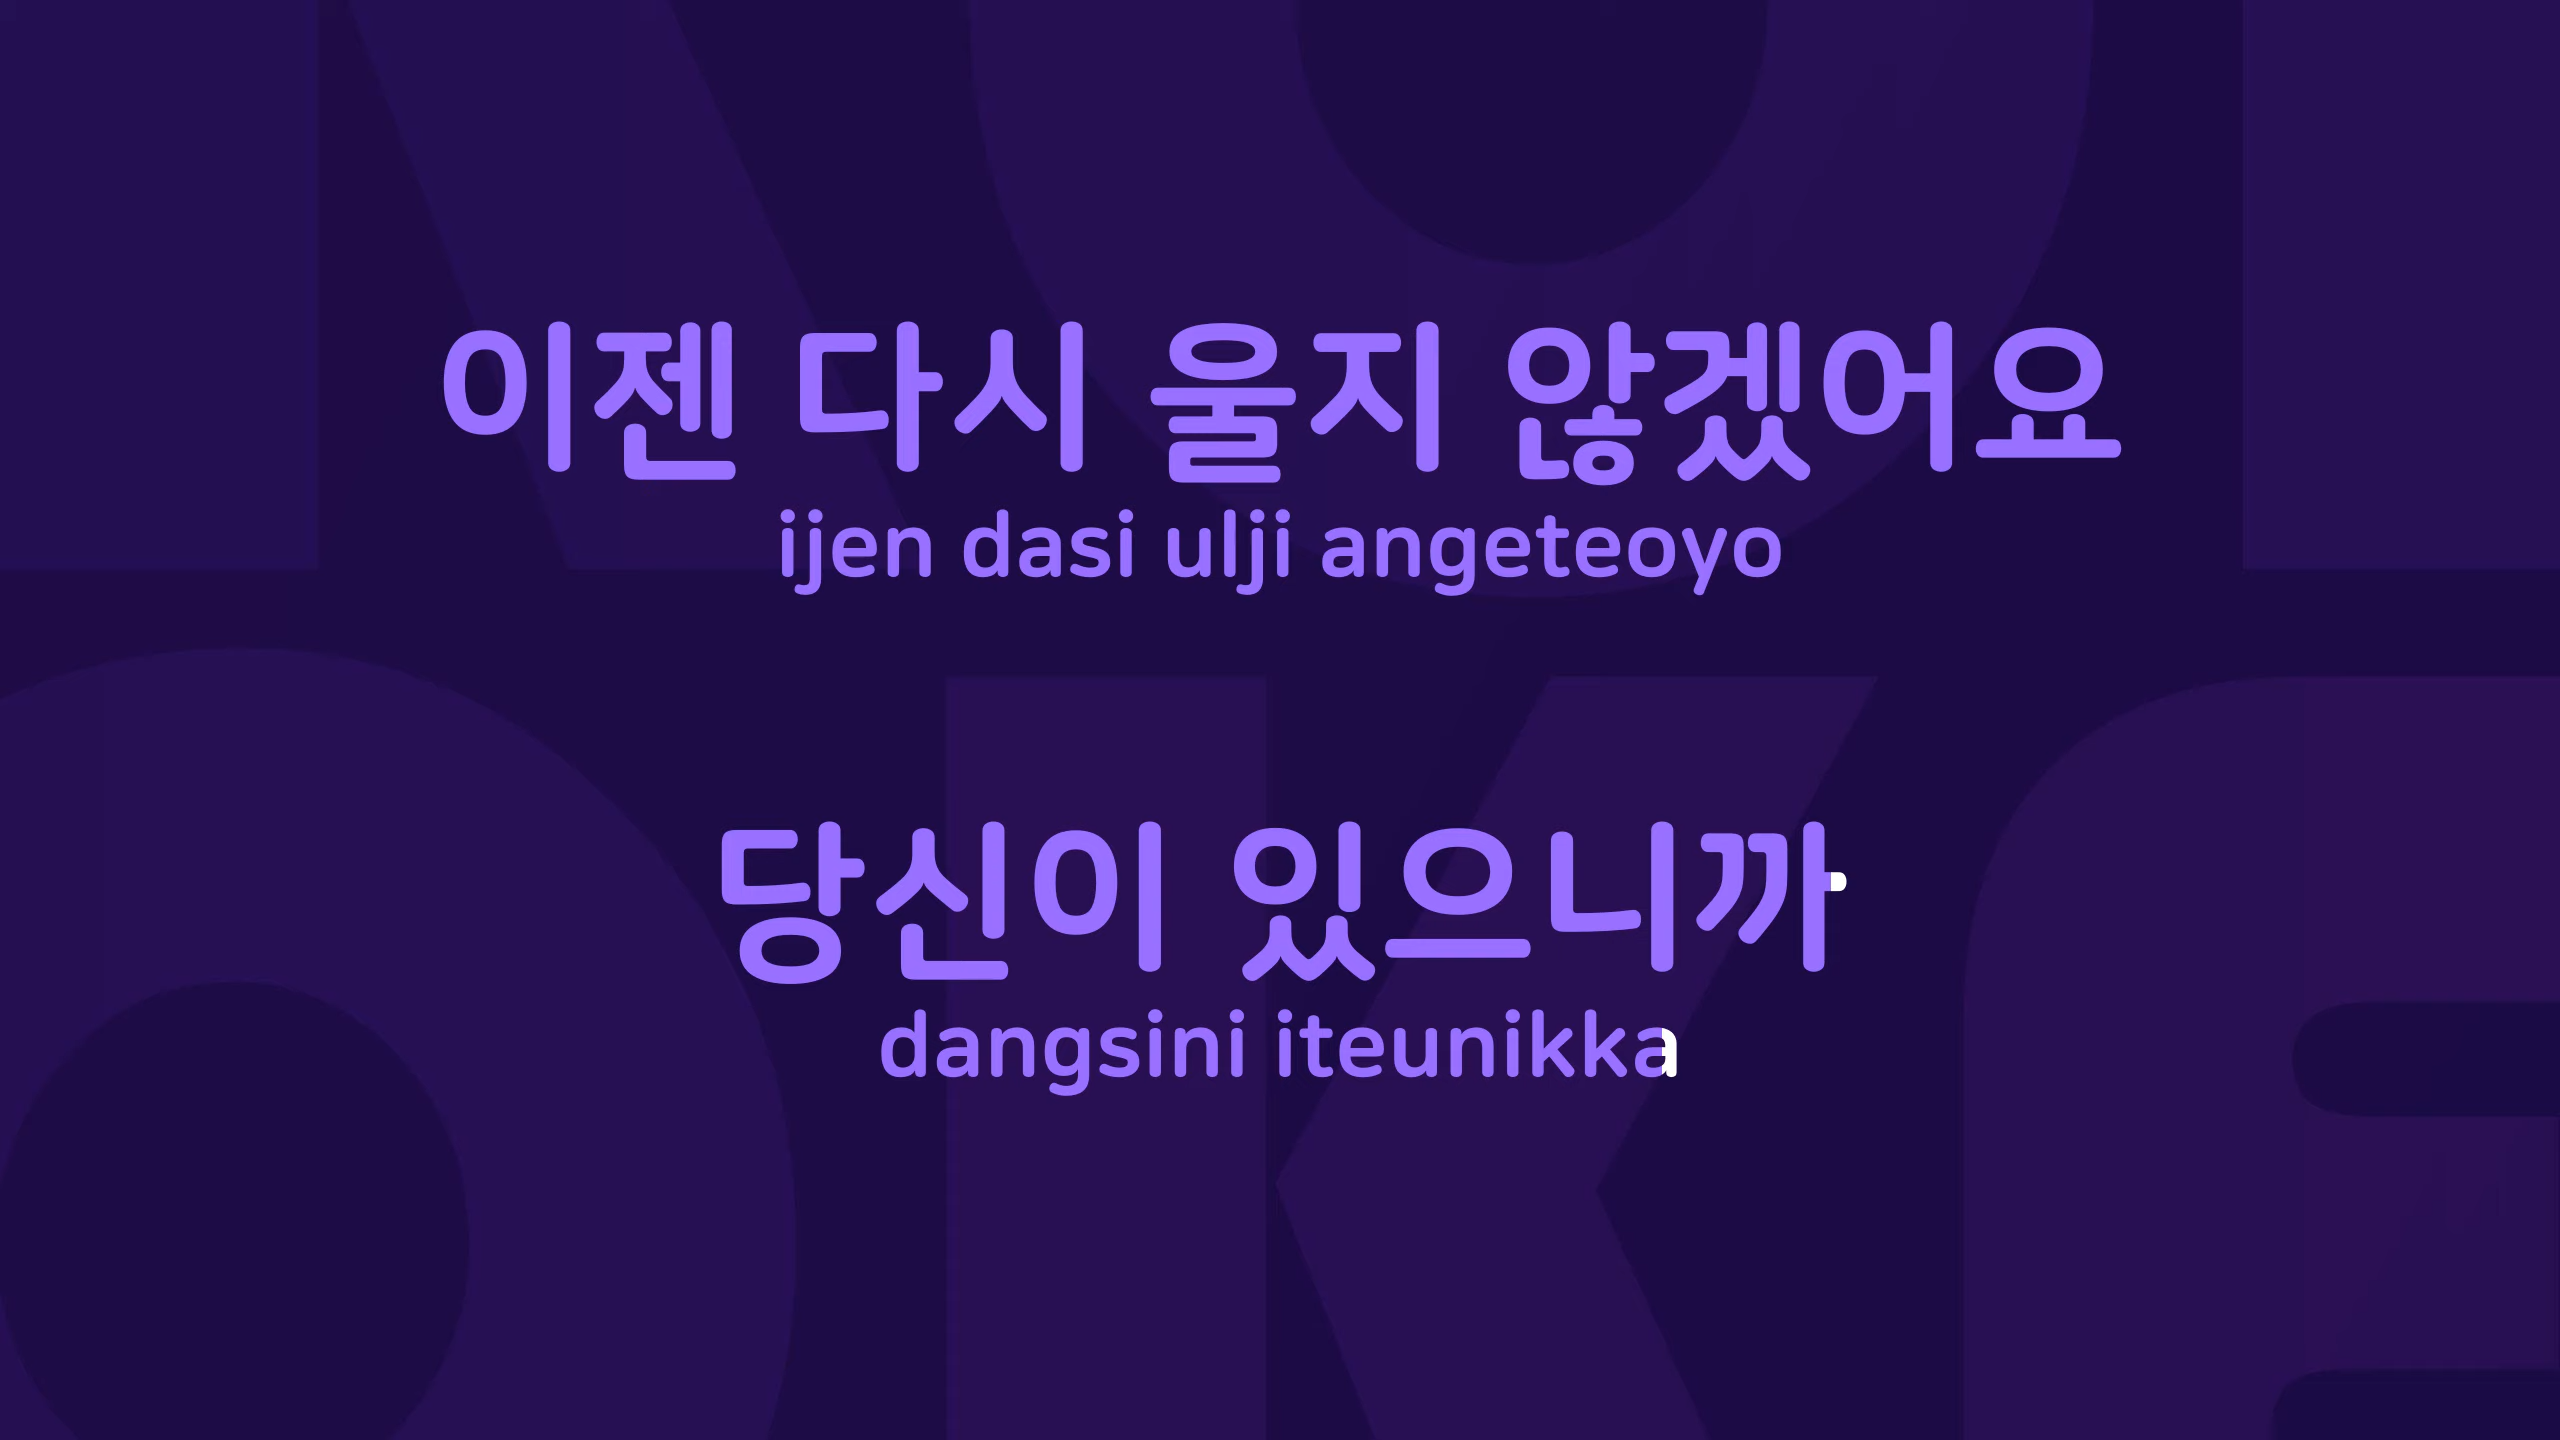 이젠 다시 울지 않겠어요
ijen dasi ulji angeteoyo
당신이 있으니까
dangsini iteunikka